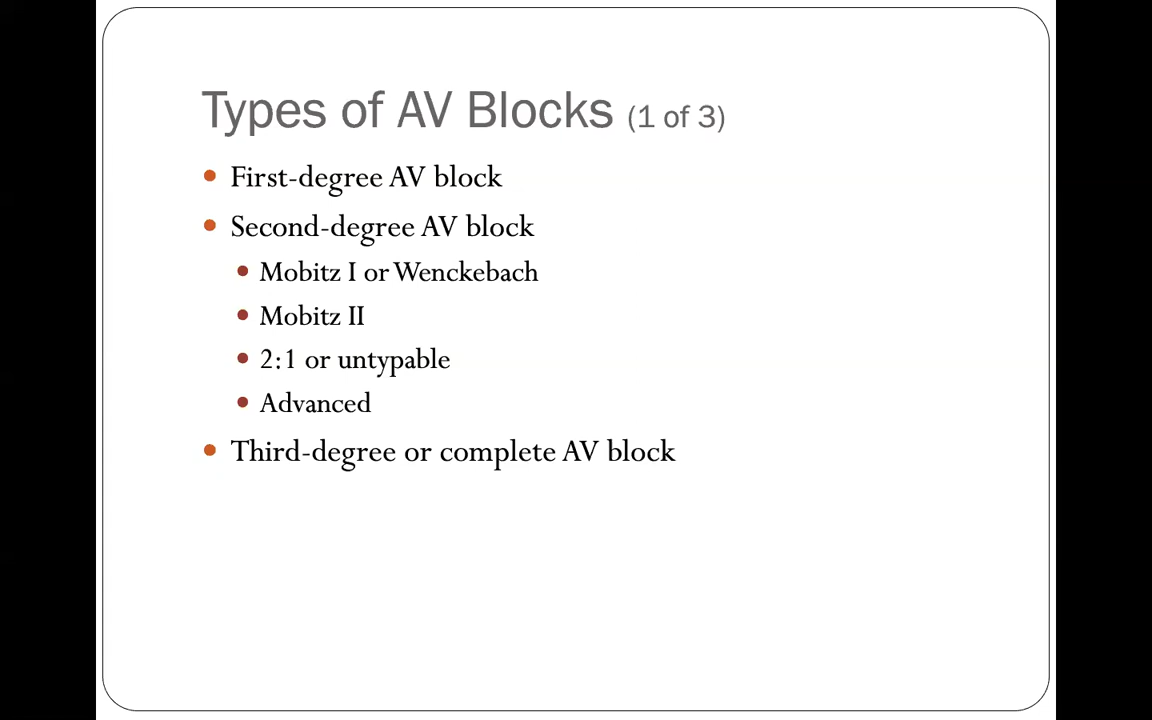 Types of AV Blocks (1 of 3)
First-degree AV block
Second-degree AV block
Mobitz I or Wenckebach
Mobitz II
2:1 or untypable
Advanced
Third-degree or complete AV block